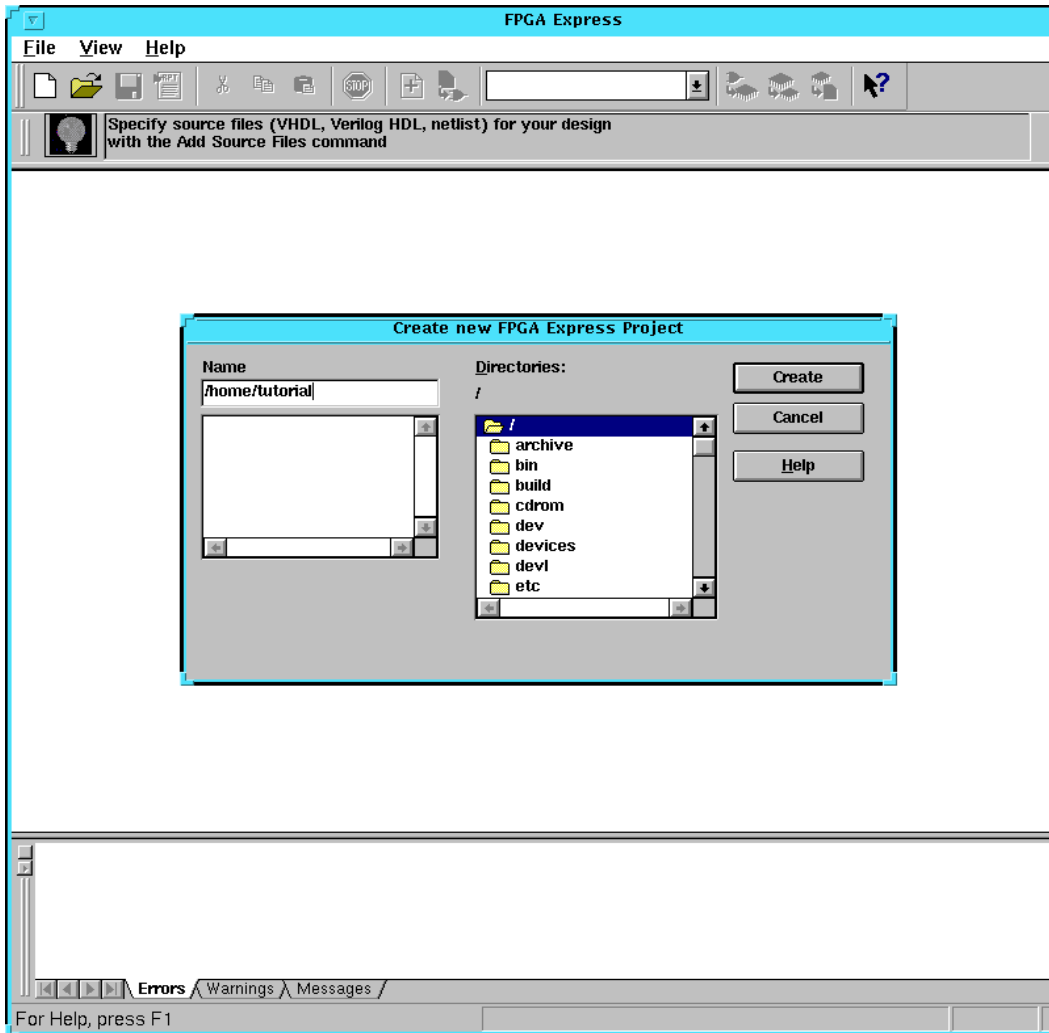 FPGA Express
File View Help
RPT
STOP
?
Specify source files (VHDL, Verilog HDL, netlist) for your design
with the Add Source Files command
Create new FPGA Express Project
Name
/home/tutorial
Directories:
/
/
archive
bin
build
cdrom
dev
devices
devl
etc
Create
Cancel
Help
Errors Warnings Messages
For Help, press F1